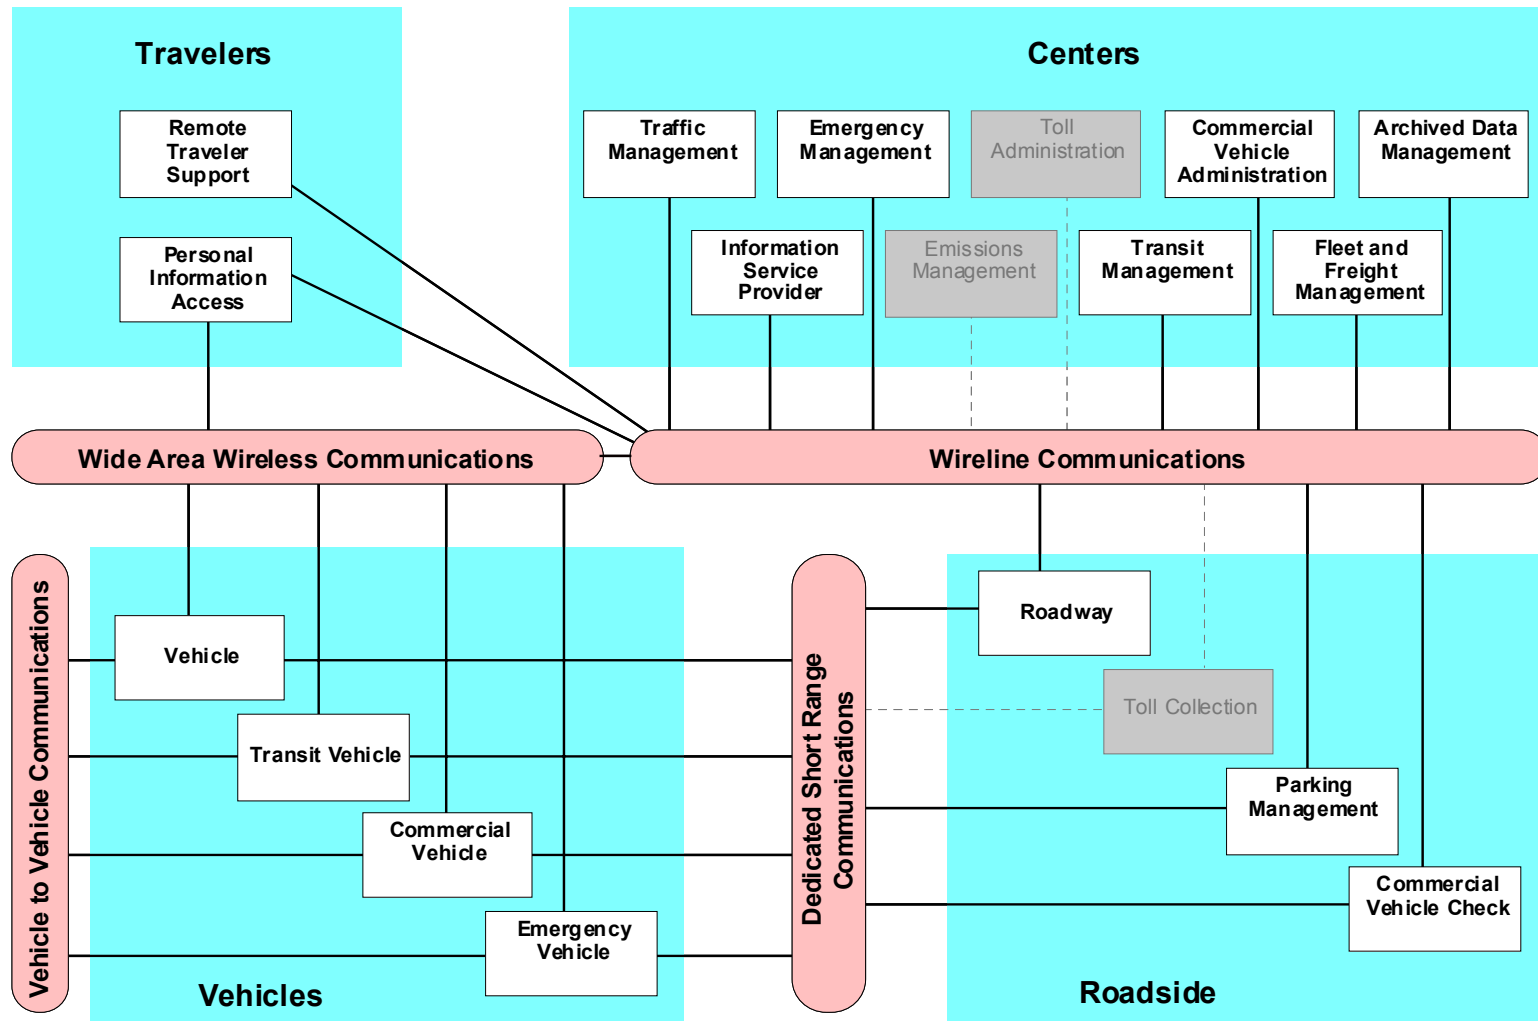 Travelers
Remote
Traveler
Support
Personal
Information
Access
Centers
Traffic
Management
Emergency
Management
Toll
Administration
Commercial
Vehicle
Administration
Archived Data
Management
Information
Service
Provider
Emissions
Management
Transit
Management
Fleet and
Freight
Management
Wide Area Wireless Communications
Wireline Communications
Vehicle to Vehicle Communications
Vehicle
Transit Vehicle
Commercial
Vehicle
Emergency
Vehicle
Vehicles
Dedicated Short Range
Communications
Roadway
Toll Collection
Parking
Management
Commercial
Vehicle Check
Roadside